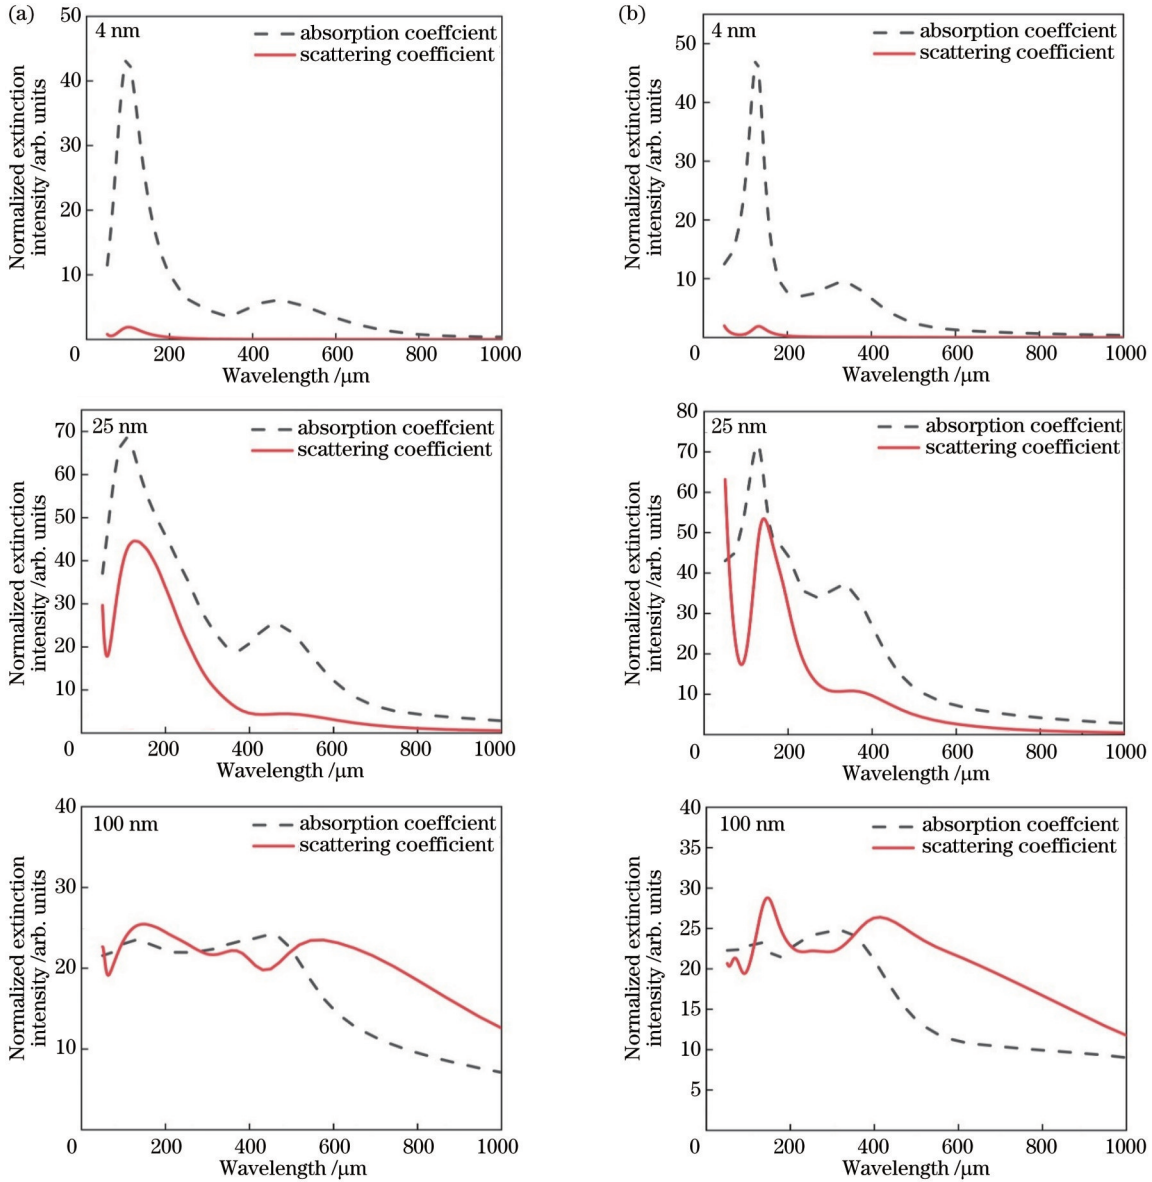 (a)
50
4 nm
absorption coeffcient
scattering coefficient
40
30
20
10
Normalized extinction
intensity /arb. units
0 200 400 600 800 1000
Wavelength /μm
(b)
50
4 nm
absorption coeffcient
scattering coefficient
40
30
20
10
Normalized extinction
intensity /arb. units
0 200 400 600 800 1000
Wavelength /μm
70
25 nm
absorption coeffcient
scattering coefficient
60
50
40
30
20
10
Normalized extinction
intensity /arb. units
0 200 400 600 800 1000
Wavelength /μm
80
25 nm
absorption coeffcient
scattering coefficient
70
60
50
40
30
20
10
Normalized extinction
intensity /arb. units
0 200 400 600 800 1000
Wavelength /μm
40
100 nm
absorption coeffcient
scattering coefficient
30
20
10
Normalized extinction
intensity /arb. units
0 200 400 600 800 1000
Wavelength /μm
40
100 nm
absorption coeffcient
scattering coefficient
35
30
25
20
15
10
5
Normalized extinction
intensity /arb. units
0 200 400 600 800 1000
Wavelength /μm